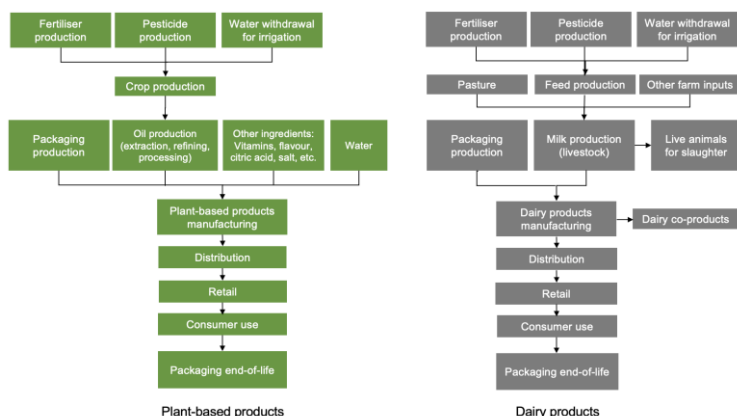 Fertiliser
production
Pesticide
production
Water withdrawal
for irrigation
Crop production
Packaging
production
Oil production
(extraction, refining,
processing)
Other ingredients:
Vitamins, flavour,
citric acid, salt, etc.
Water
Plant-based products
manufacturing
Distribution
Retail
Consumer use
Packaging end-of-life
Plant-based products
Fertiliser
production
Pesticide
production
Water withdrawal
for irrigation
Pasture
Feed production
Other farm inputs
Packaging
production
Milk production
(livestock)
Live animals
for slaughter
Dairy products
manufacturing
Dairy co-products
Distribution
Retail
Consumer use
Packaging end-of-life
Dairy products